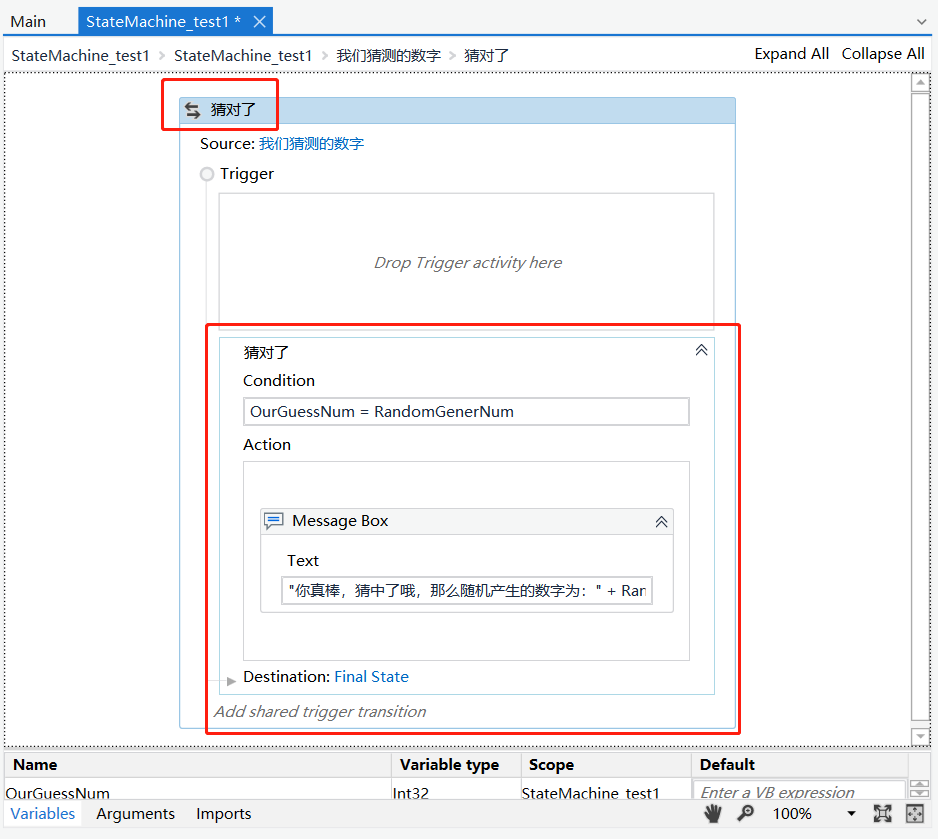 Main StateMachine_test1 *
StateMachine_test1 > StateMachine_test1 > 我们猜测的数字 > 猜对了 Expand All Collapse All
猜对了
Source: 我们猜测的数字
Trigger
Drop Trigger activity here
猜对了
Condition
OurGuessNum = RandomGenerNum
Action
Message Box
Text
"你真棒，猜中了哦，那么随机产生的数字为：" + Ran
Destination: Final State
Add shared trigger transition
Name Variable type Scope Default
OurGuessNum Int32 StateMachine_test1 Enter a VB expression
Variables Arguments Imports 100%